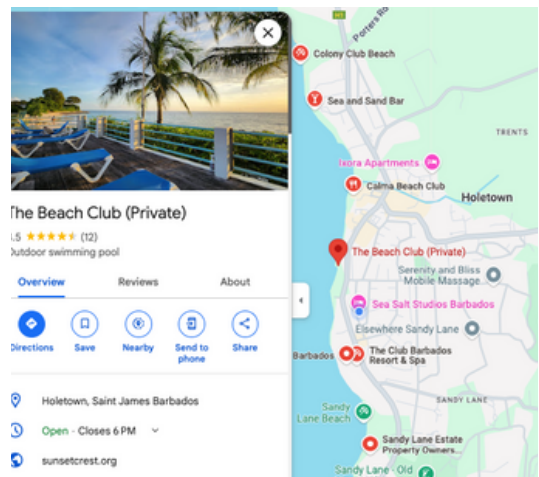 The Beach Club (Private)
4.5 (12)
Outdoor swimming pool
Overview Reviews About
Directions Save Nearby Send to phone Share
Holetown, Saint James Barbados
Open - Closes 6 PM
sunsetcrest.org
H1
Porters Ro
Colony Club Beach
Sea and Sand Bar
TRENTS
Ixora Apartments
Calma Beach Club
Holetown
The Beach Club (Private)
Serenity and Bliss
Mobile Massage
Sea Salt Studios Barbados
Elsewhere Sandy Lane
Barbados
The Club Barbados
Resort & Spa
SANDY LANE
Sandy
Lane Beach
Sandy Lane Estate
Property Owners...
Sandy Lane - Old